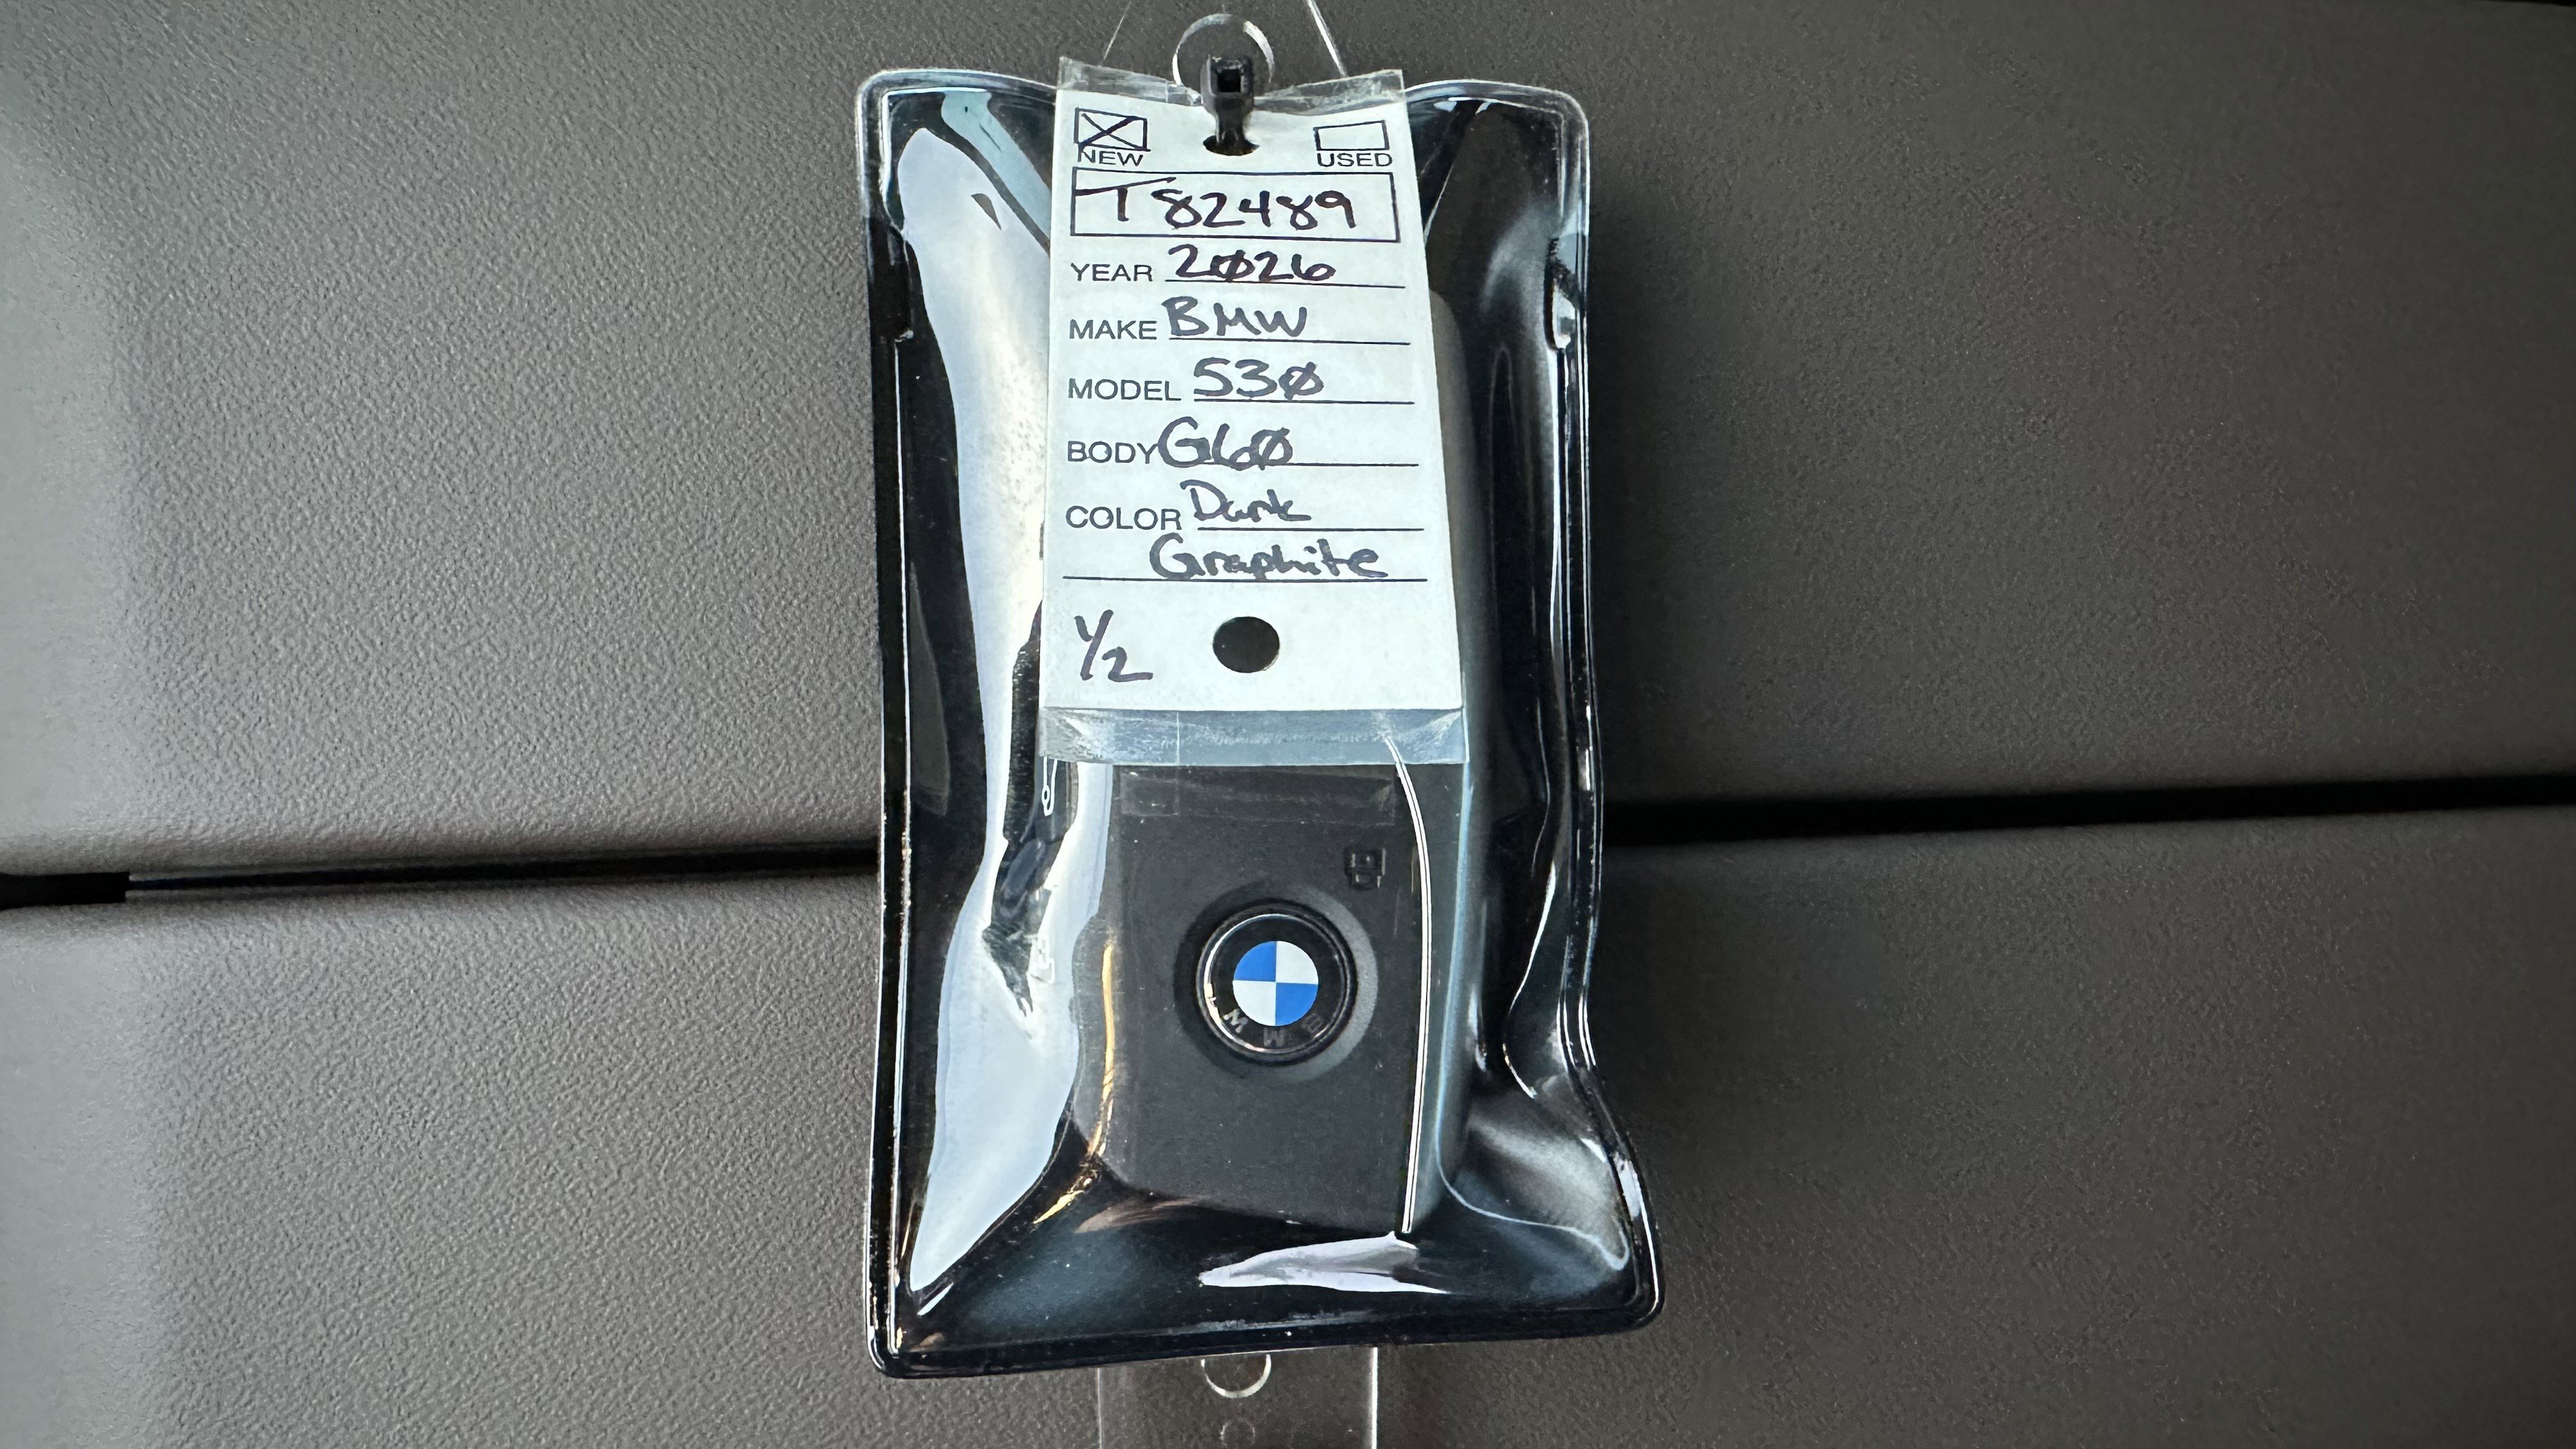 NEW USED
T82489
YEAR 2026
MAKE BMW
MODEL 530
BODY G60
COLOR Dark
Graphite
1/2
BMW